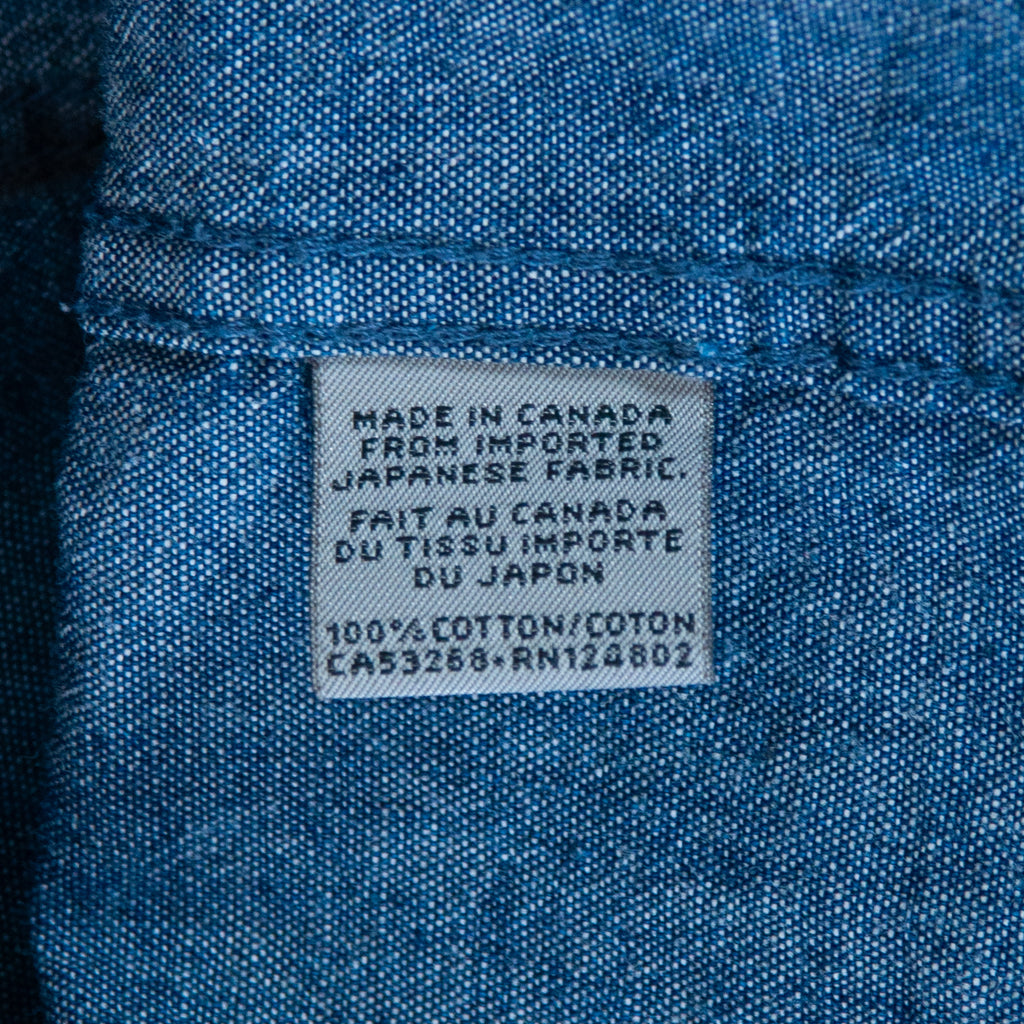 MADE IN CANADA
FROM IMPORTED
JAPANESE FABRIC.
FAIT AU CANADA
DU TISSU IMPORTE
DU JAPON
100% COTTON/COTON
CA53268•RN124802